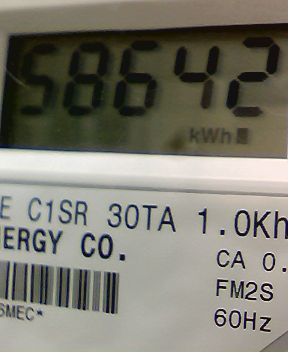 58642
kWh
E C1SR 30TA 1.0Kh
ERGY CO.
CA 0.
FM2S
60Hz
SMEC*